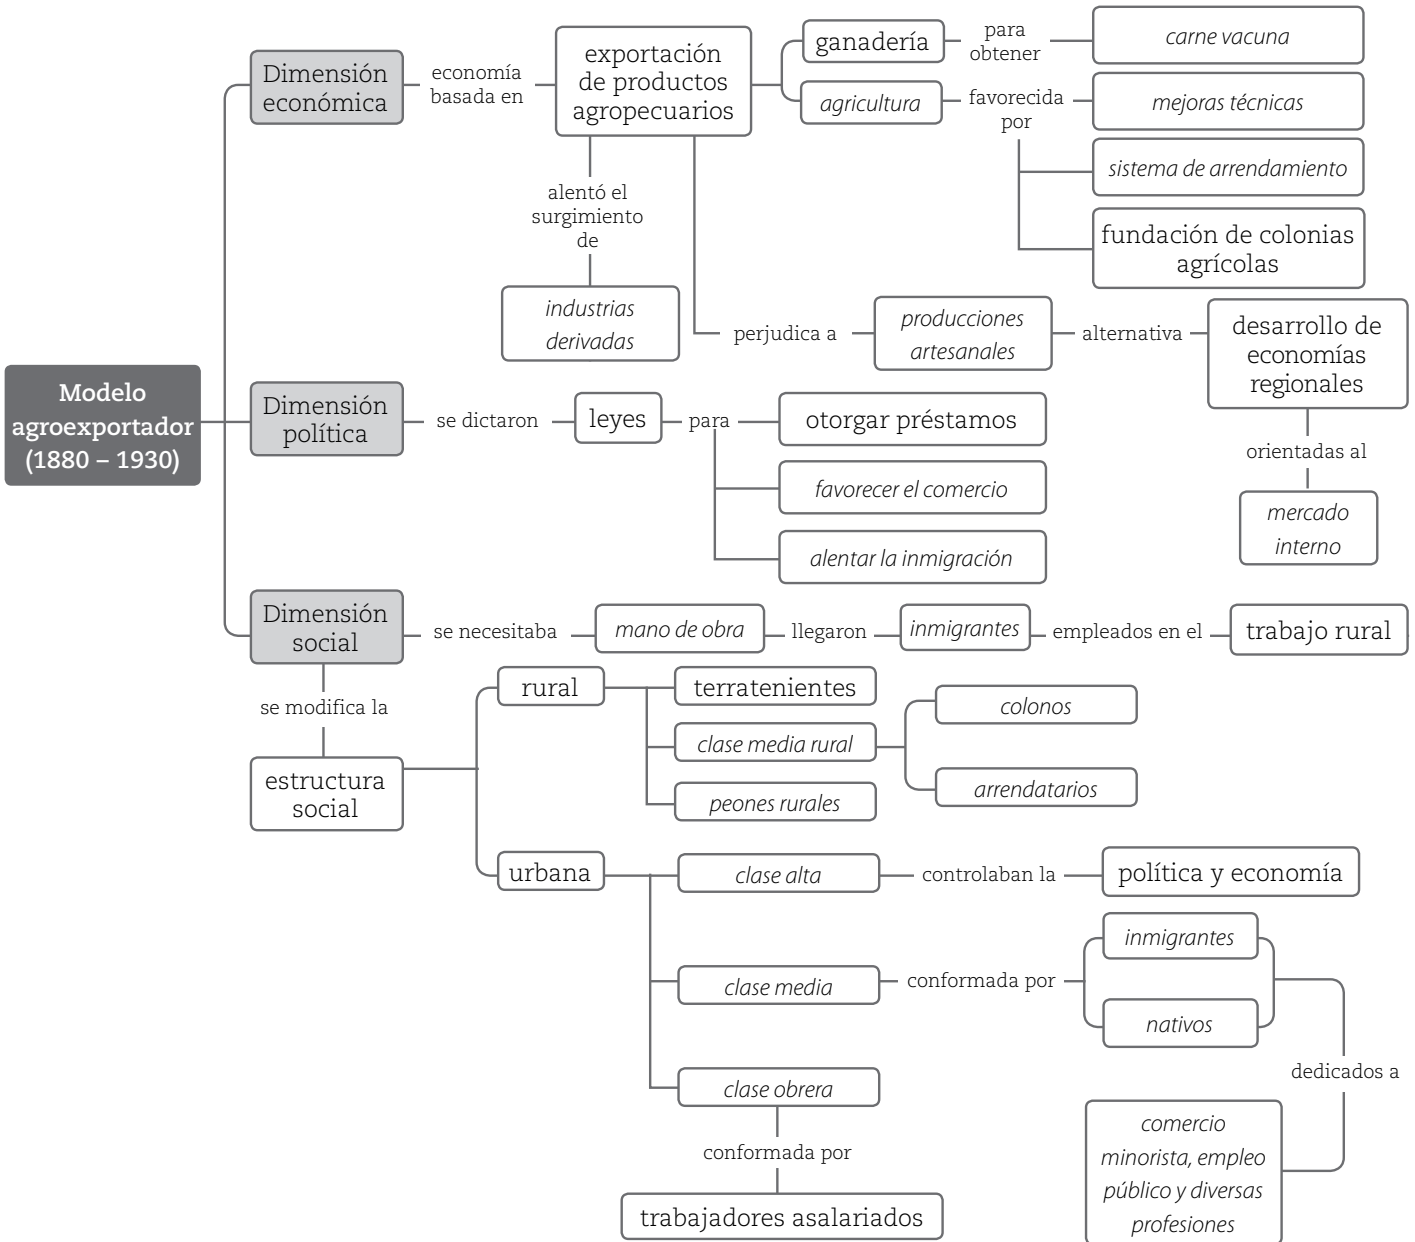 Modelo
agroexportador
(1880 – 1930)
Dimensión
económica
economía
basada en
exportación
de productos
agropecuarios
ganadería
para
obtener
carne vacuna
agricultura
favorecida
por
mejoras técnicas
sistema de arrendamiento
fundación de colonias
agrícolas
alentó el
surgimiento
de
industrias
derivadas
perjudica a
producciones
artesanales
alternativa
desarrollo de
economías
regionales
orientadas al
mercado
interno
Dimensión
política
se dictaron
leyes
para
otorgar préstamos
favorecer el comercio
alentar la inmigración
Dimensión
social
se necesitaba
mano de obra
llegaron
inmigrantes
empleados en el
trabajo rural
se modifica la
estructura
social
rural
terratenientes
clase media rural
colonos
arrendatarios
peones rurales
urbana
clase alta
controlaban la
política y economía
clase media
conformada por
inmigrantes
nativos
dedicados a
comercio
minorista, empleo
público y diversas
profesiones
clase obrera
conformada por
trabajadores asalariados